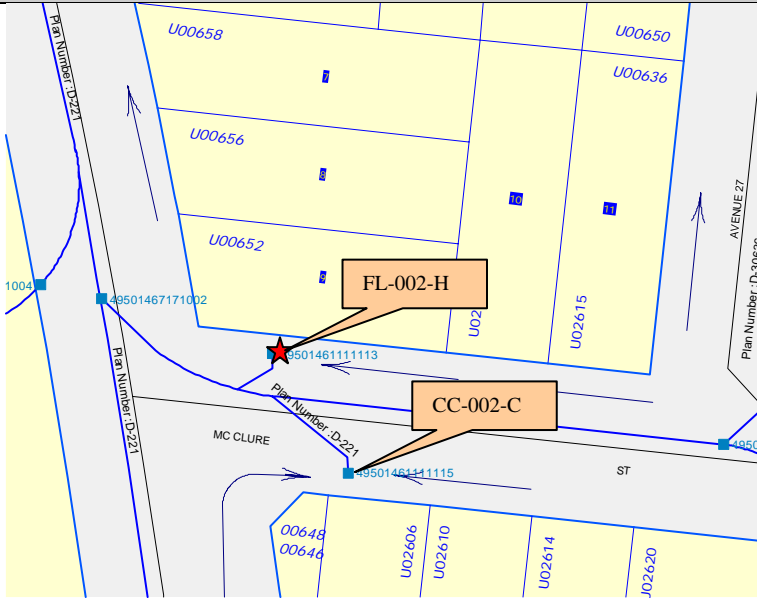 Plan Number :D-221
U00658
U00650
7
U00636
U00656
8
10
11
AVENUE 27
U00652
9
FL-002-H
1004
49501467171002
U02615
Plan Number :D-221
9501461111113
CC-002-C
Plan Number :D-221
MC CLURE
ST
49501461111115
00648
00646
U02606
U02610
U02614
U02620